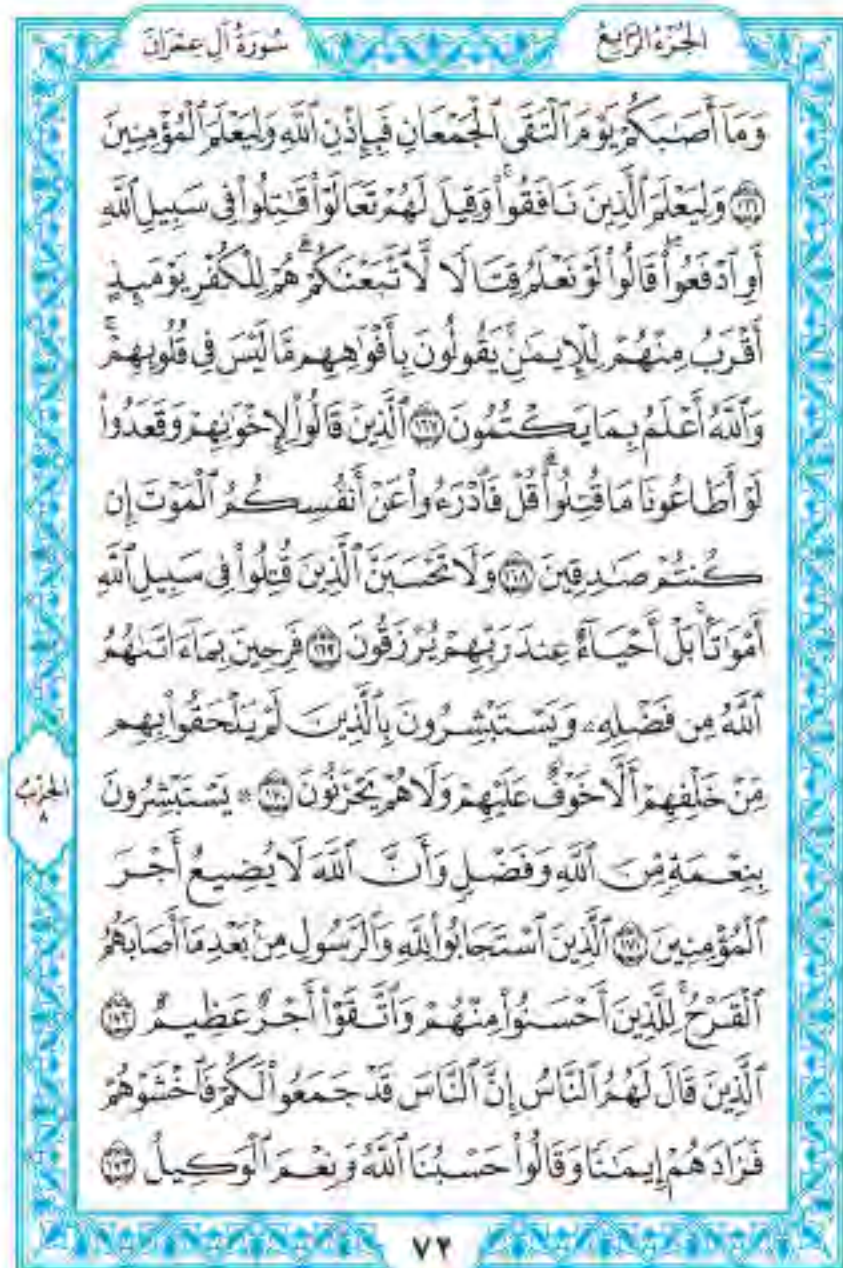 الجُزْءُ الرَّابِعُ
سُورَةُ آلِ عِمْرَانَ
وَمَآ أَصَٰبَكُمْ يَوْمَ ٱلْتَقَى ٱلْجَمْعَانِ فَبِإِذْنِ ٱللَّهِ وَلِيَعْلَمَ ٱلْمُؤْمِنِينَ
١٦٦ وَلِيَعْلَمَ ٱلَّذِينَ نَافَقُوا۟ۚ وَقِيلَ لَهُمْ تَعَالَوْا۟ قَٰتِلُوا۟ فِى سَبِيلِ ٱللَّهِ
أَوِ ٱدْفَعُوا۟ۖ قَالُوا۟ لَوْ نَعْلَمُ قِتَالًا لَّٱتَّبَعْنَٰكُمْۗ هُمْ لِلْكُفْرِ يَوْمَئِذٍ
أَقْرَبُ مِنْهُمْ لِلْإِيمَٰنِۚ يَقُولُونَ بِأَفْوَٰهِهِم مَّا لَيْسَ فِى قُلُوبِهِمْۗ
وَٱللَّهُ أَعْلَمُ بِمَا يَكْتُمُونَ ١٦٧ ٱلَّذِينَ قَالُوا۟ لِإِخْوَٰنِهِمْ وَقَعَدُوا۟
لَوْ أَطَاعُونَا مَا قُتِلُوا۟ۗ قُلْ فَٱدْرَءُوا۟ عَنْ أَنفُسِكُمُ ٱلْمَوْتَ إِن
كُنتُمْ صَٰدِقِينَ ١٦٨ وَلَا تَحْسَبَنَّ ٱلَّذِينَ قُتِلُوا۟ فِى سَبِيلِ ٱللَّهِ
أَمْوَٰتًۢاۚ بَلْ أَحْيَآءٌ عِندَ رَبِّهِمْ يُرْزَقُونَ ١٦٩ فَرِحِينَ بِمَآ ءَاتَىٰهُمُ
ٱللَّهُ مِن فَضْلِهِۦ وَيَسْتَبْشِرُونَ بِٱلَّذِينَ لَمْ يَلْحَقُوا۟ بِهِم
مِّنْ خَلْفِهِمْ أَلَّا خَوْفٌ عَلَيْهِمْ وَلَا هُمْ يَحْزَنُونَ ١٧٠ ۞ يَسْتَبْشِرُونَ
بِنِعْمَةٍ مِّنَ ٱللَّهِ وَفَضْلٍ وَأَنَّ ٱللَّهَ لَا يُضِيعُ أَجْرَ
ٱلْمُؤْمِنِينَ ١٧١ ٱلَّذِينَ ٱسْتَجَابُوا۟ لِلَّهِ وَٱلرَّسُولِ مِنۢ بَعْدِ مَآ أَصَابَهُمُ
ٱلْقَرْحُۚ لِلَّذِينَ أَحْسَنُوا۟ مِنْهُمْ وَٱتَّقَوْا۟ أَجْرٌ عَظِيمٌ ١٧٢
ٱلَّذِينَ قَالَ لَهُمُ ٱلنَّاسُ إِنَّ ٱلنَّاسَ قَدْ جَمَعُوا۟ لَكُمْ فَٱخْشَوْهُمْ
فَزَادَهُمْ إِيمَٰنًا وَقَالُوا۟ حَسْبُنَا ٱللَّهُ وَنِعْمَ ٱلْوَكِيلُ ١٧٣
الحِزْبُ
٨
٧٢